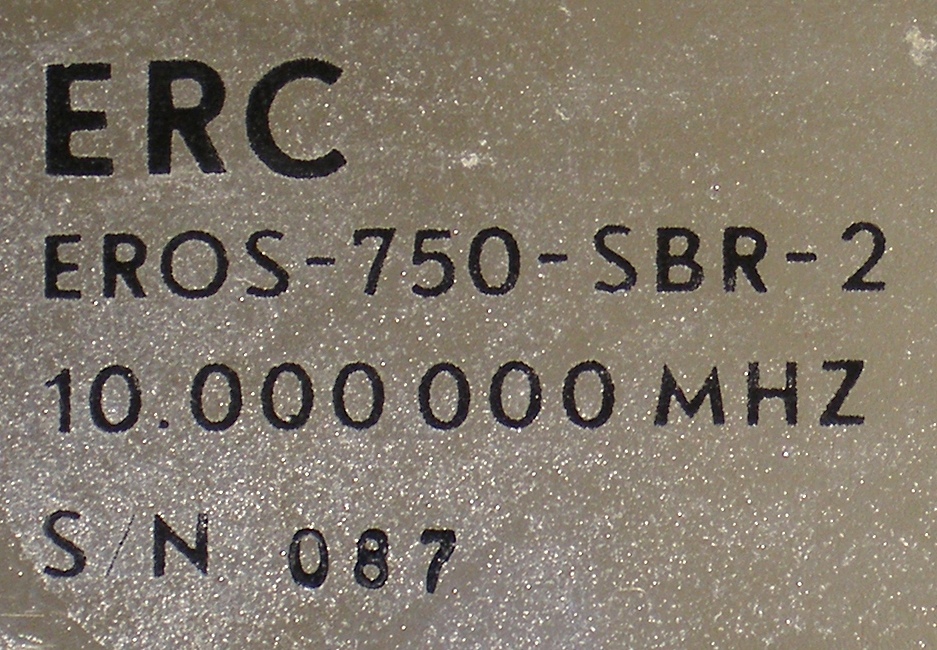 ERC
EROS-750-SBR-2
10.000 000 MHZ
S/N 087